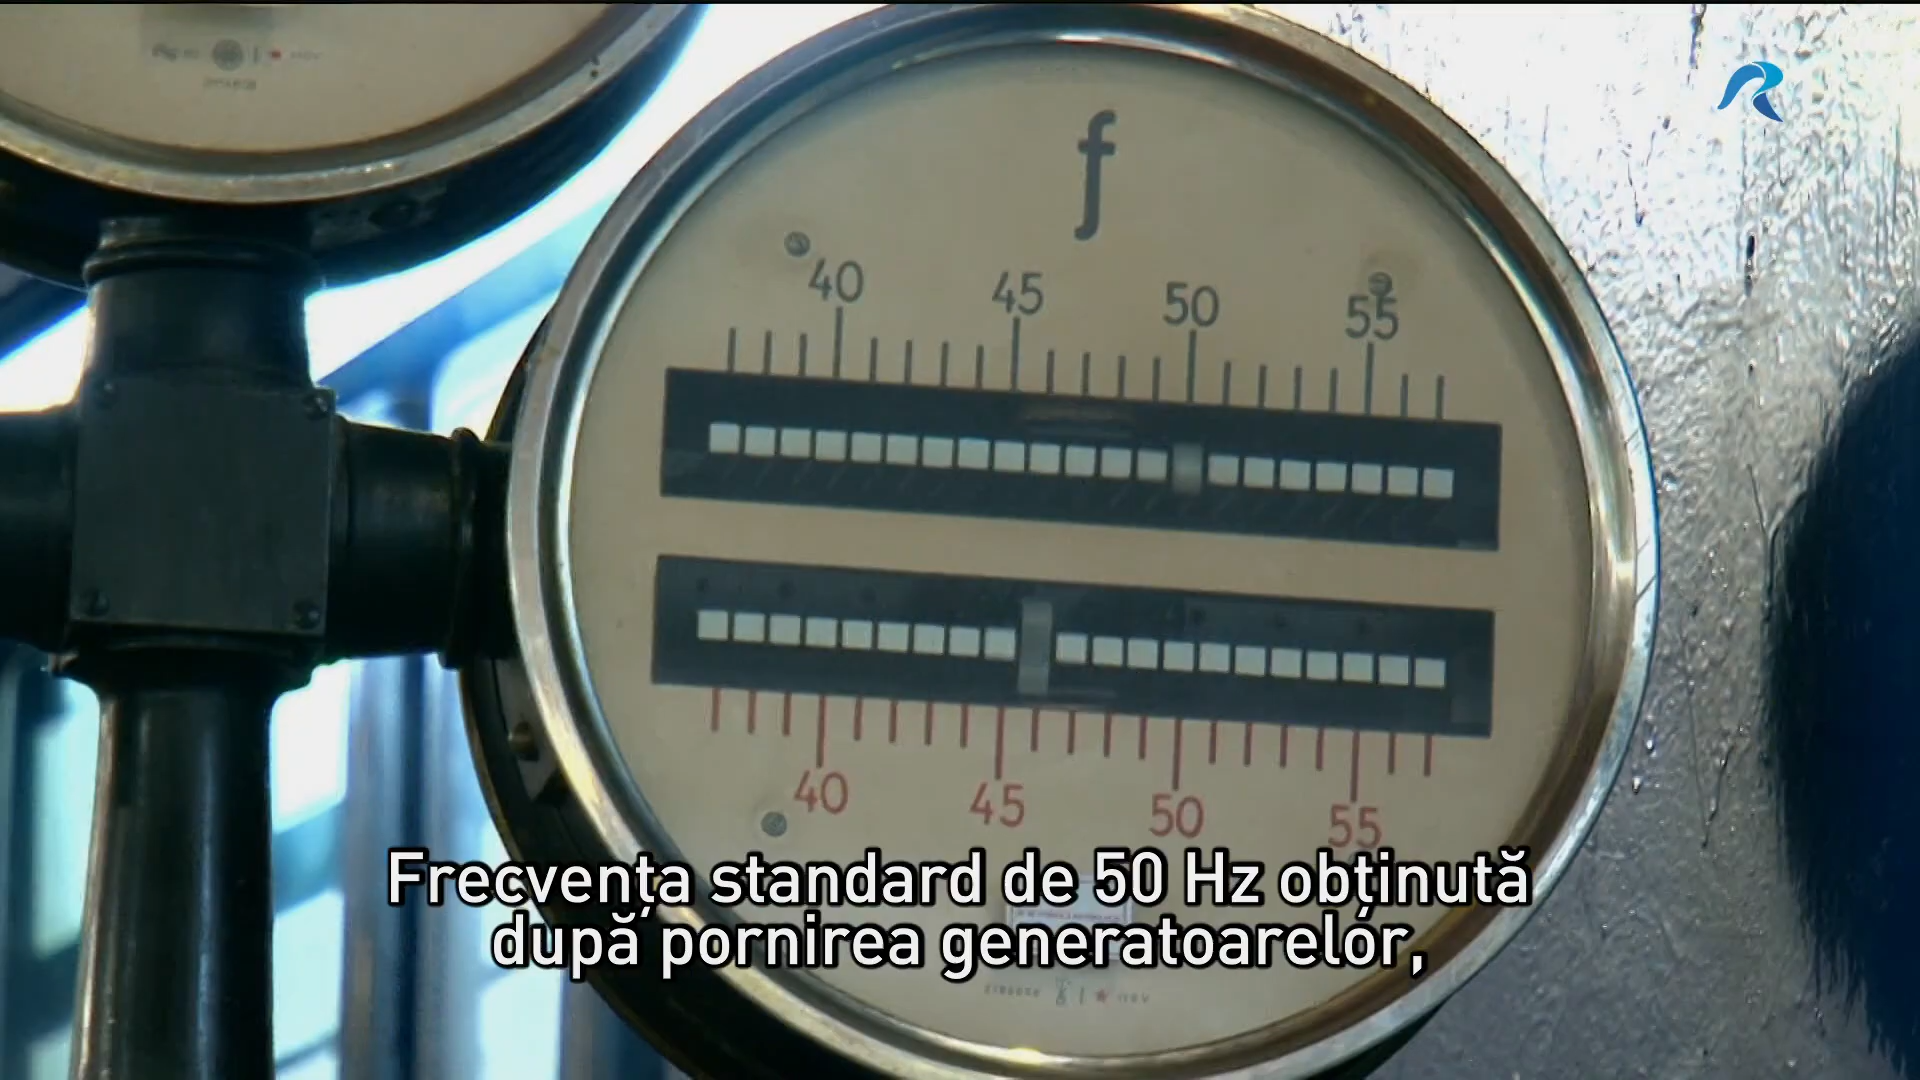 f
40 45 50 55
40 45 50 55
Frecvența standard de 50 Hz obținută
după pornirea generatoarelor,